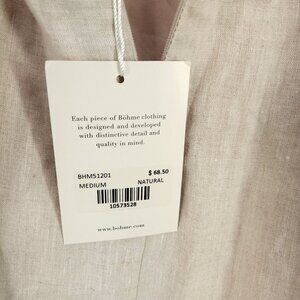 Each piece of Böhme clothing
is designed and developed
with distinctive detail and
quality in mind.
BHM51201 $ 68.50
MEDIUM NATURAL
10573528
www.bohme.com